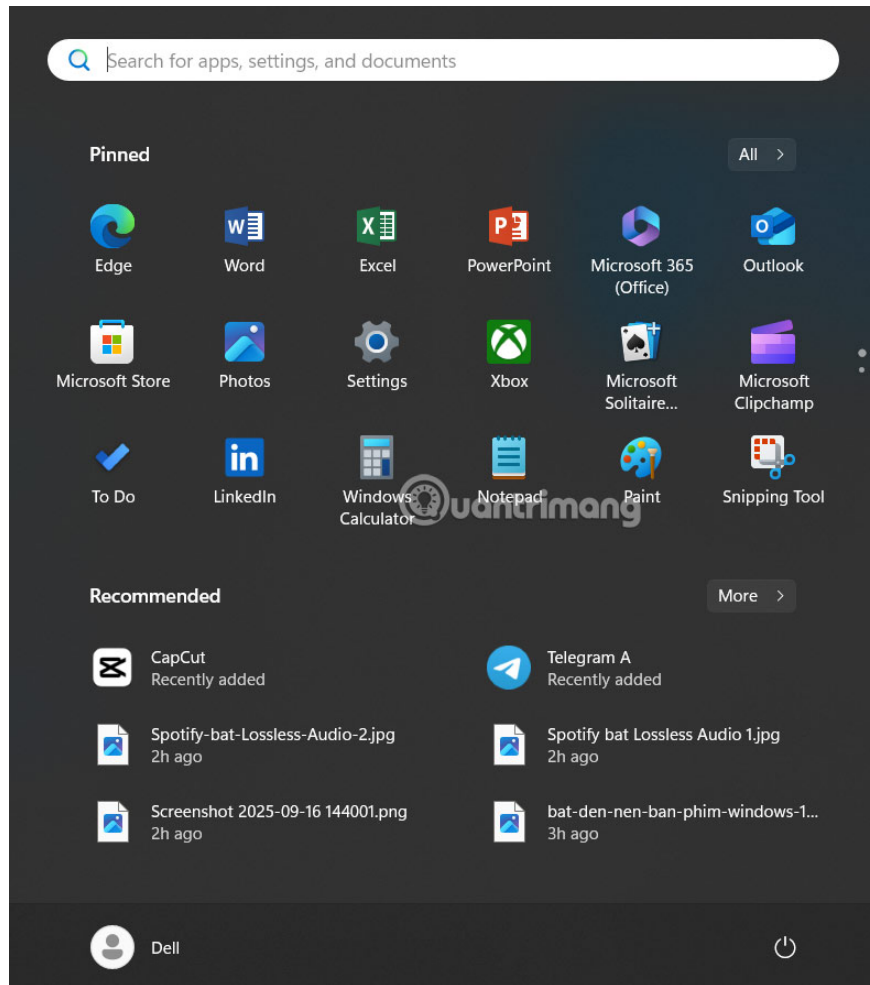 Search for apps, settings, and documents
Pinned
All
Edge
Word
Excel
PowerPoint
Microsoft 365
(Office)
Outlook
Microsoft Store
Photos
Settings
Xbox
Microsoft
Solitaire...
Microsoft
Clipchamp
To Do
LinkedIn
Windows
Calculator
Notepad
Paint
Snipping Tool
Quantrimang
Recommended
More
CapCut
Recently added
Telegram A
Recently added
Spotify-bat-Lossless-Audio-2.jpg
2h ago
Spotify bat Lossless Audio 1.jpg
2h ago
Screenshot 2025-09-16 144001.png
2h ago
bat-den-nen-ban-phim-windows-1...
3h ago
Dell